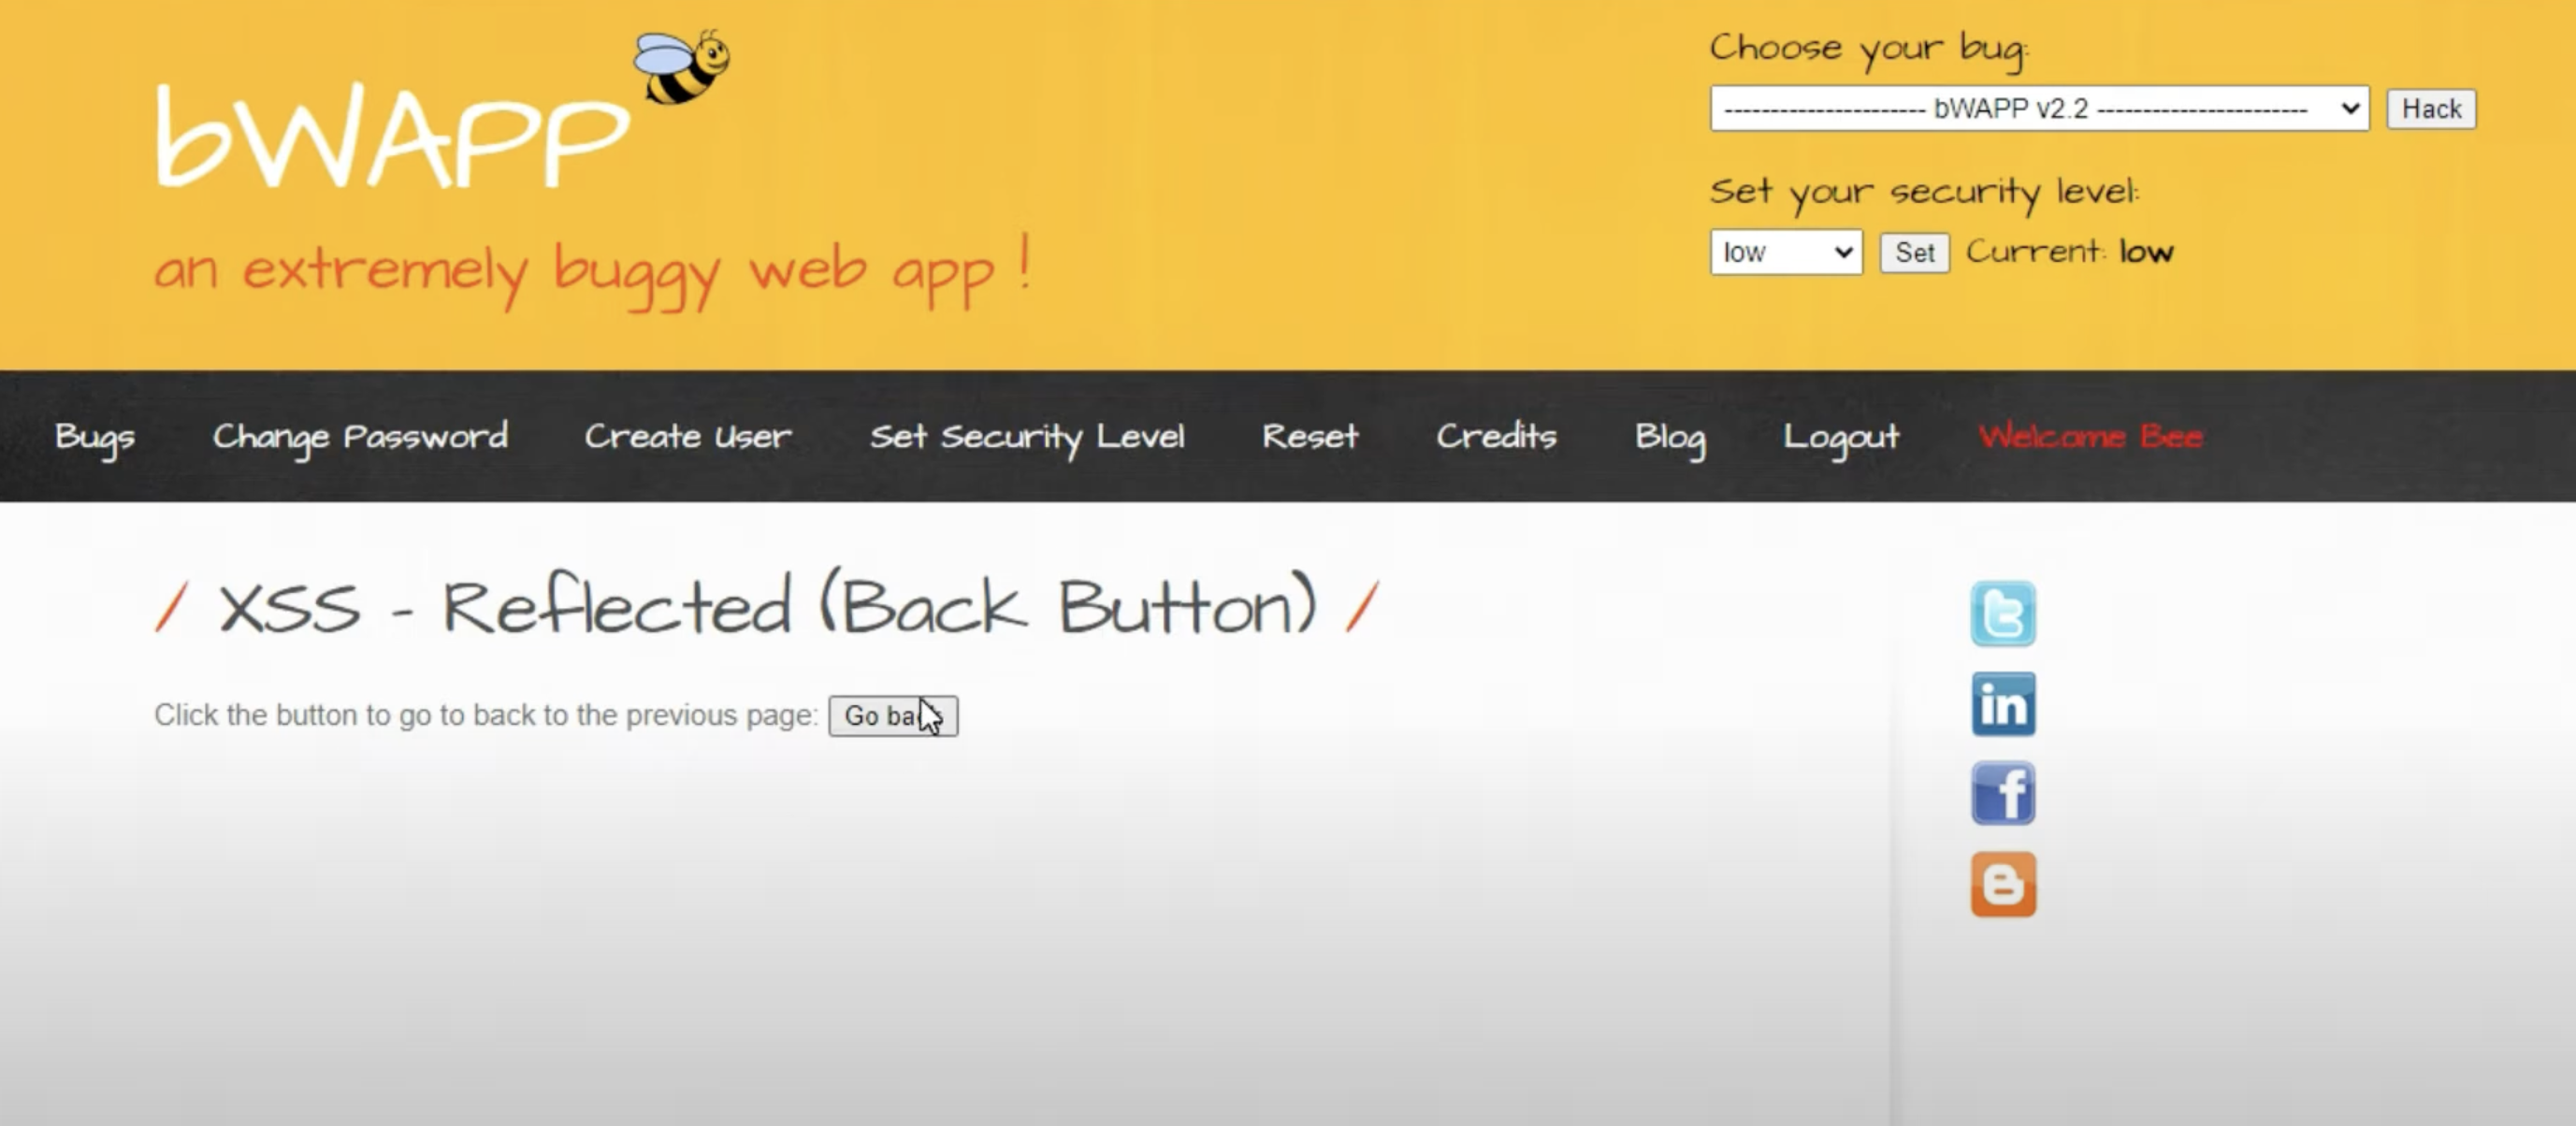 bWAPP
an extremely buggy web app !
Choose your bug:
---------------------- bWAPP v2.2 ----------------------- Hack
Set your security level:
low Set Current: low
Bugs Change Password Create User Set Security Level Reset Credits Blog Logout Welcome Bee
/ XSS - Reflected (Back Button) /
Click the button to go to back to the previous page: Go back